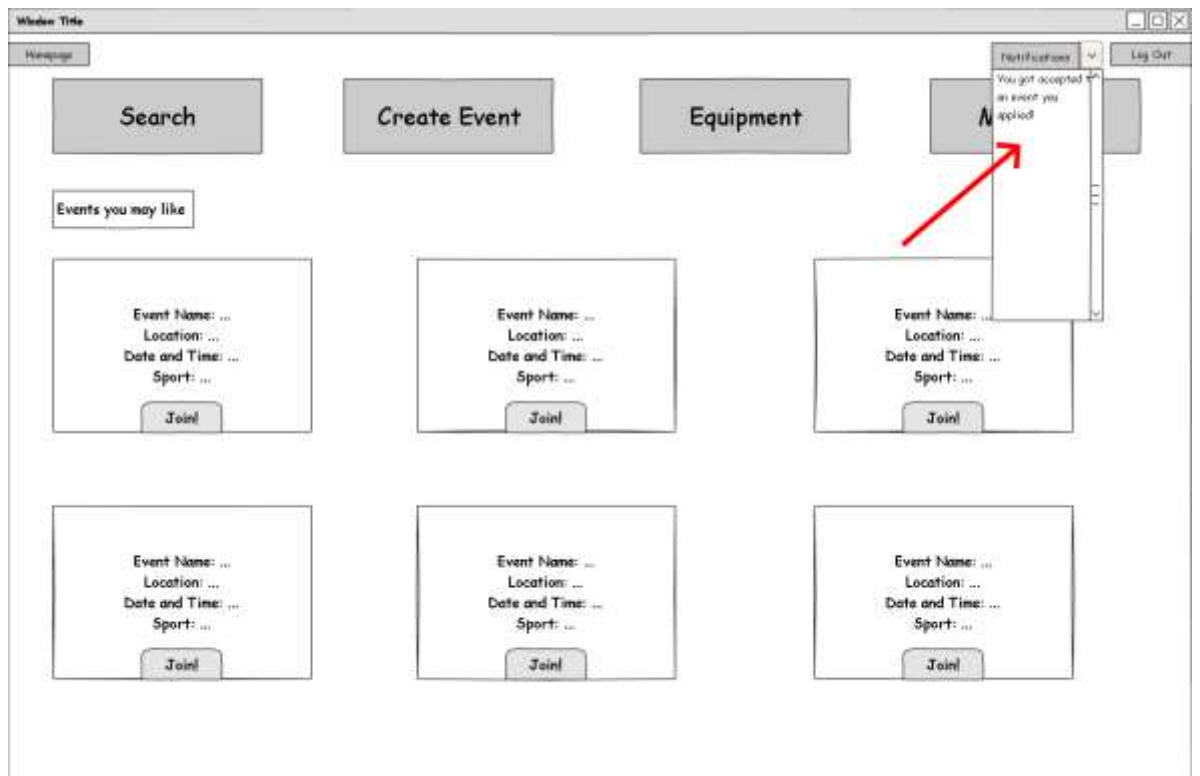 Window Title
Homepage
Notifications
Log Out
You got accepted
an event you
applied!
Search
Create Event
Equipment
Events you may like
Event Name: ...
Location: ...
Date and Time: ...
Sport: ...
Join!
Event Name: ...
Location: ...
Date and Time: ...
Sport: ...
Join!
Event Name: ...
Location: ...
Date and Time: ...
Sport: ...
Join!
Event Name: ...
Location: ...
Date and Time: ...
Sport: ...
Join!
Event Name: ...
Location: ...
Date and Time: ...
Sport: ...
Join!
Event Name: ...
Location: ...
Date and Time: ...
Sport: ...
Join!